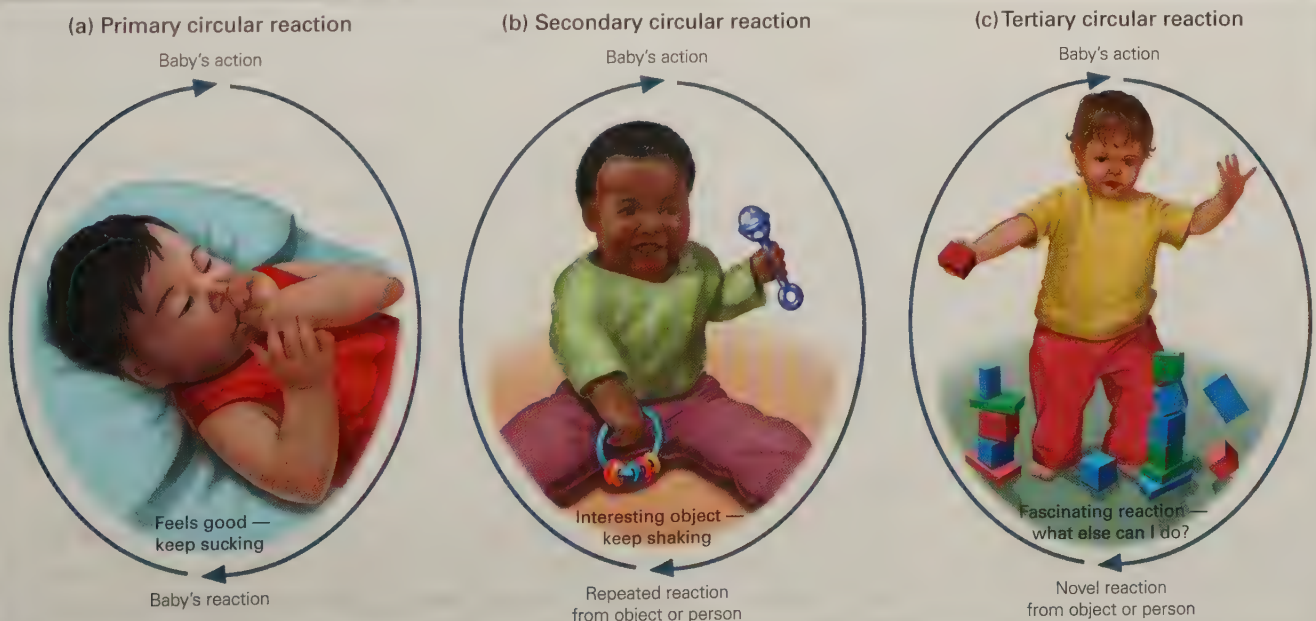 (a) Primary circular reaction
Baby's action
Feels good —
keep sucking
Baby's reaction
(b) Secondary circular reaction
Baby's action
Interesting object —
keep shaking
Repeated reaction
from object or person
(c) Tertiary circular reaction
Baby's action
Fascinating reaction —
what else can I do?
Novel reaction
from object or person